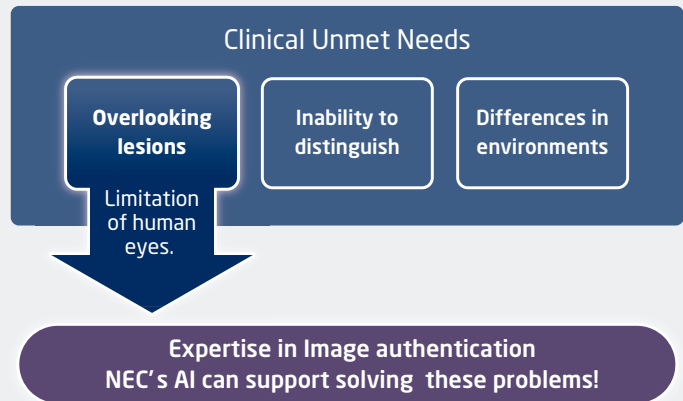 Clinical Unmet Needs
Overlooking
lesions
Inability to
distinguish
Differences in
environments
Limitation
of human
eyes.
Expertise in Image authentication
NEC's AI can support solving these problems!